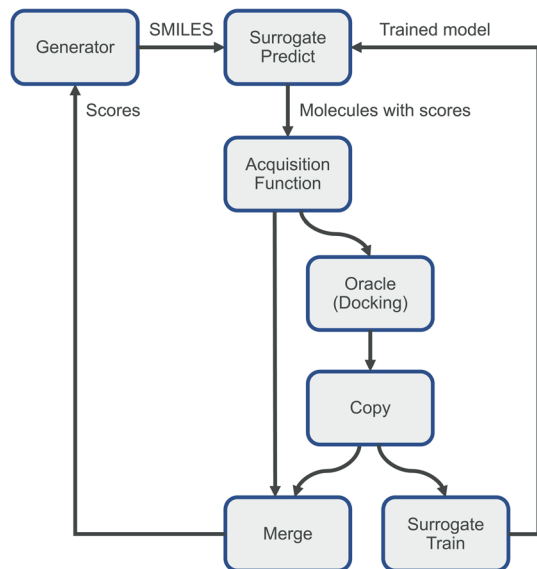 Generator
SMILES
Surrogate
Predict
Trained model
Scores
Molecules with scores
Acquisition
Function
Oracle
(Docking)
Copy
Merge
Surrogate
Train